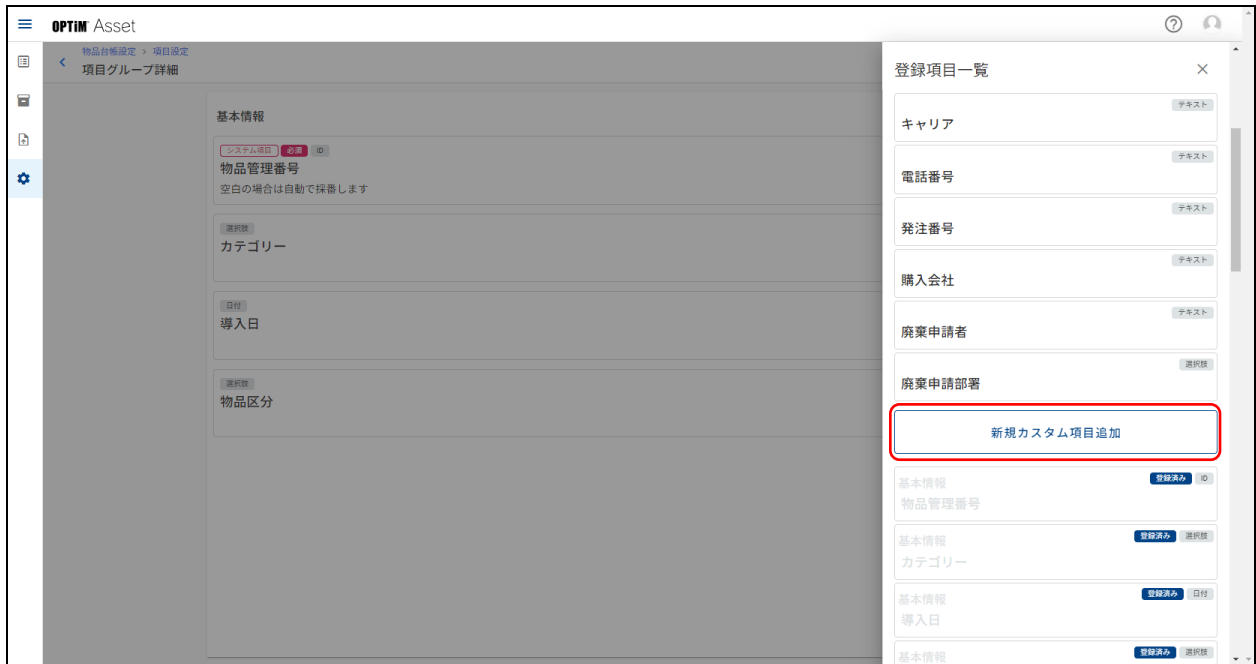 OPTiM Asset
物品台帳設定 > 項目設定
項目グループ詳細
基本情報
システム項目 必須 ID
物品管理番号
空白の場合は自動で採番します
選択肢
カテゴリー
日付
導入日
選択肢
物品区分
登録項目一覧
テキスト
キャリア
テキスト
電話番号
テキスト
発注番号
テキスト
購入会社
テキスト
廃棄申請者
選択肢
廃棄申請部署
新規カスタム項目追加
基本情報 登録済み ID
物品管理番号
基本情報 登録済み 選択肢
カテゴリー
基本情報 登録済み 日付
導入日
基本情報 登録済み 選択肢